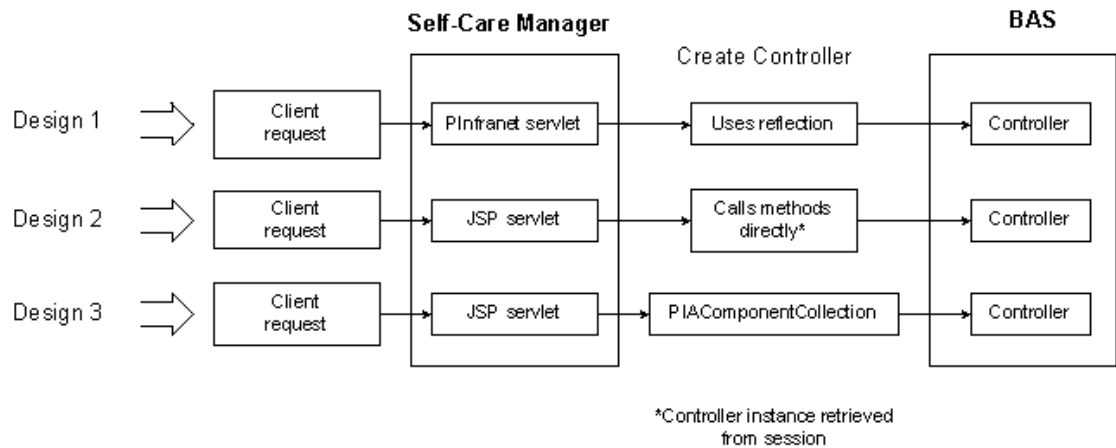 Self-Care Manager
BAS
Create Controller
Design 1
Client
request
PInfranet servlet
Uses reflection
Controller
Design 2
Client
request
JSP servlet
Calls methods
directly*
Controller
Design 3
Client
request
JSP servlet
PIAComponentCollection
Controller
*Controller instance retrieved
from session